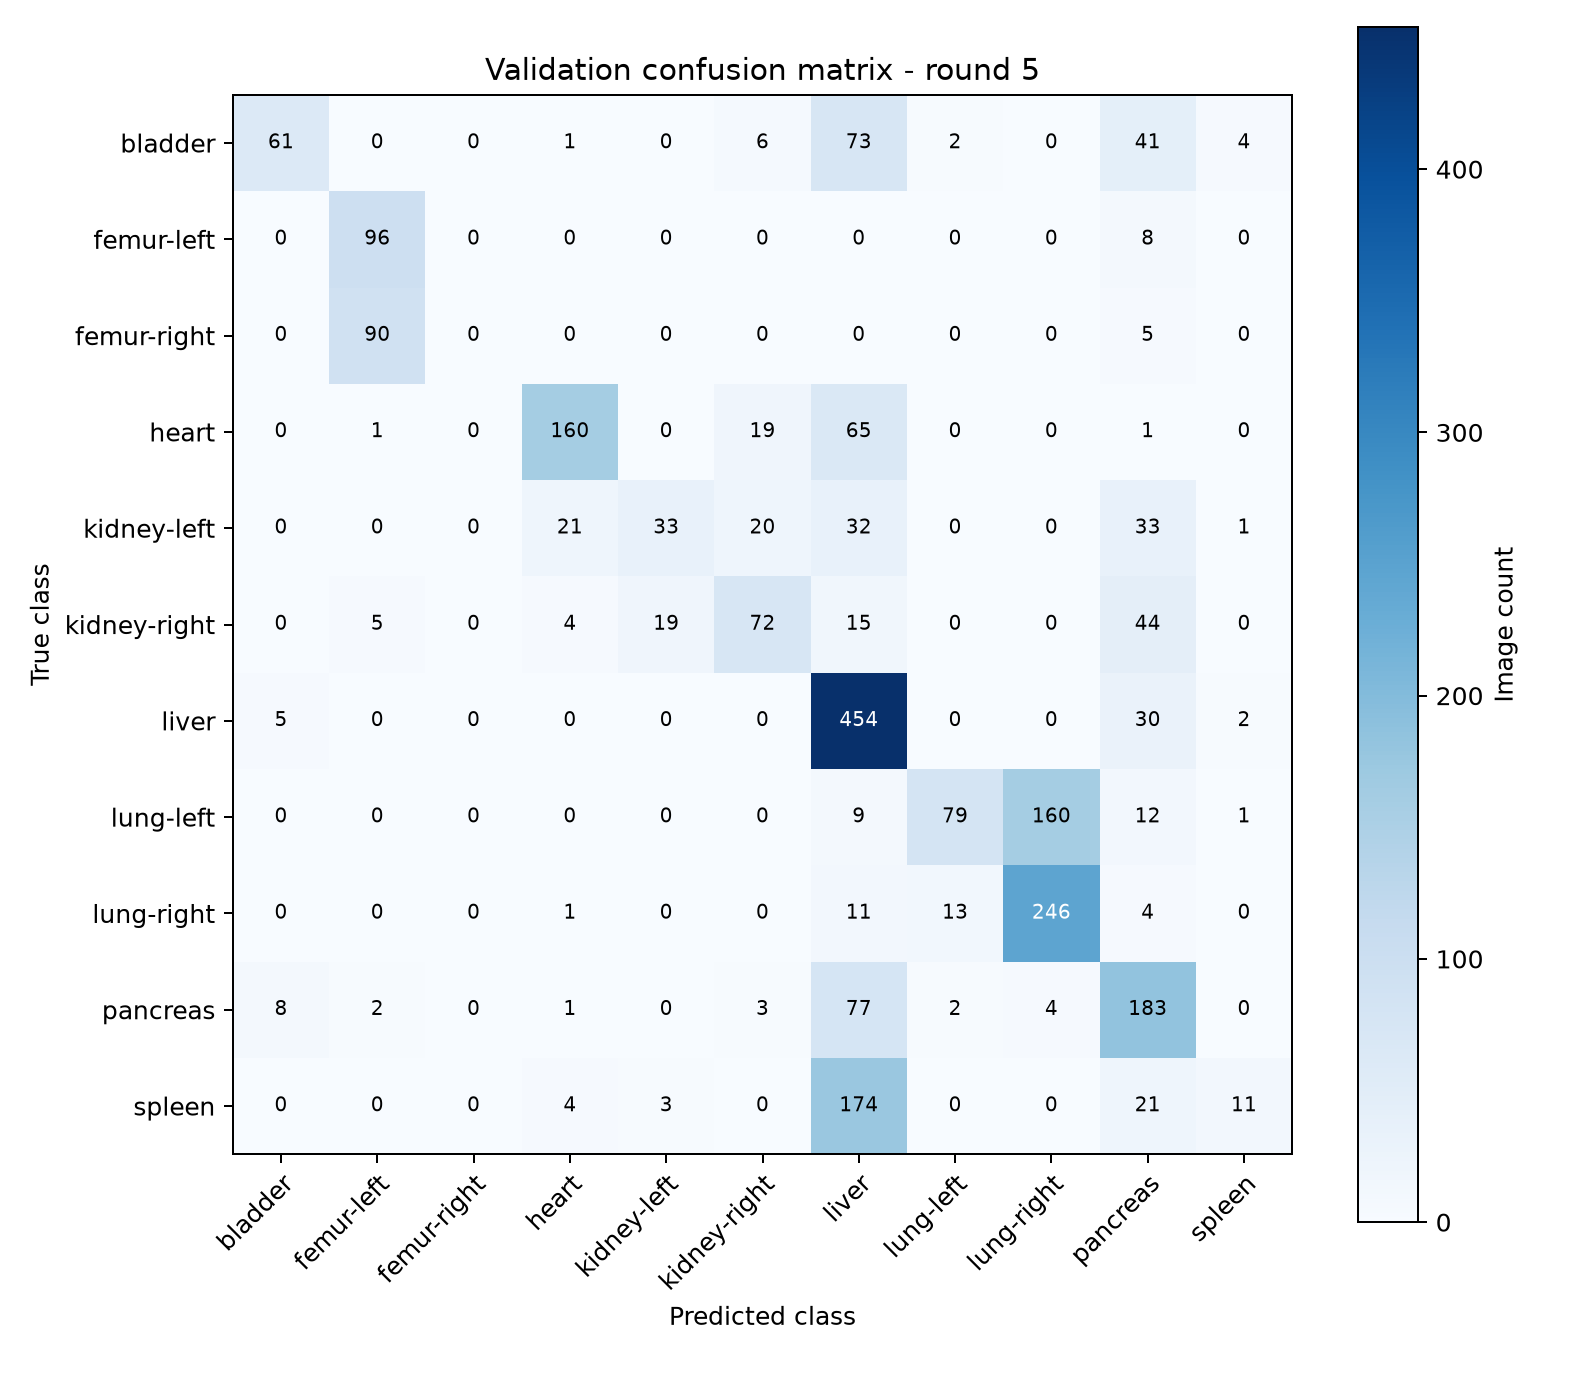 Validation confusion matrix - round 5
bladder 61 0 0 1 0 6 73 2 0 41 4
femur-left 0 96 0 0 0 0 0 0 0 8 0
femur-right 0 90 0 0 0 0 0 0 0 5 0
heart 0 1 0 160 0 19 65 0 0 1 0
kidney-left 0 0 0 21 33 20 32 0 0 33 1
kidney-right 0 5 0 4 19 72 15 0 0 44 0
liver 5 0 0 0 0 0 454 0 0 30 2
lung-left 0 0 0 0 0 0 9 79 160 12 1
lung-right 0 0 0 1 0 0 11 13 246 4 0
pancreas 8 2 0 1 0 3 77 2 4 183 0
spleen 0 0 0 4 3 0 174 0 0 21 11
bladder femur-left femur-right heart kidney-left kidney-right liver lung-left lung-right pancreas spleen
Predicted class
True class
400
300
200
100
0
Image count